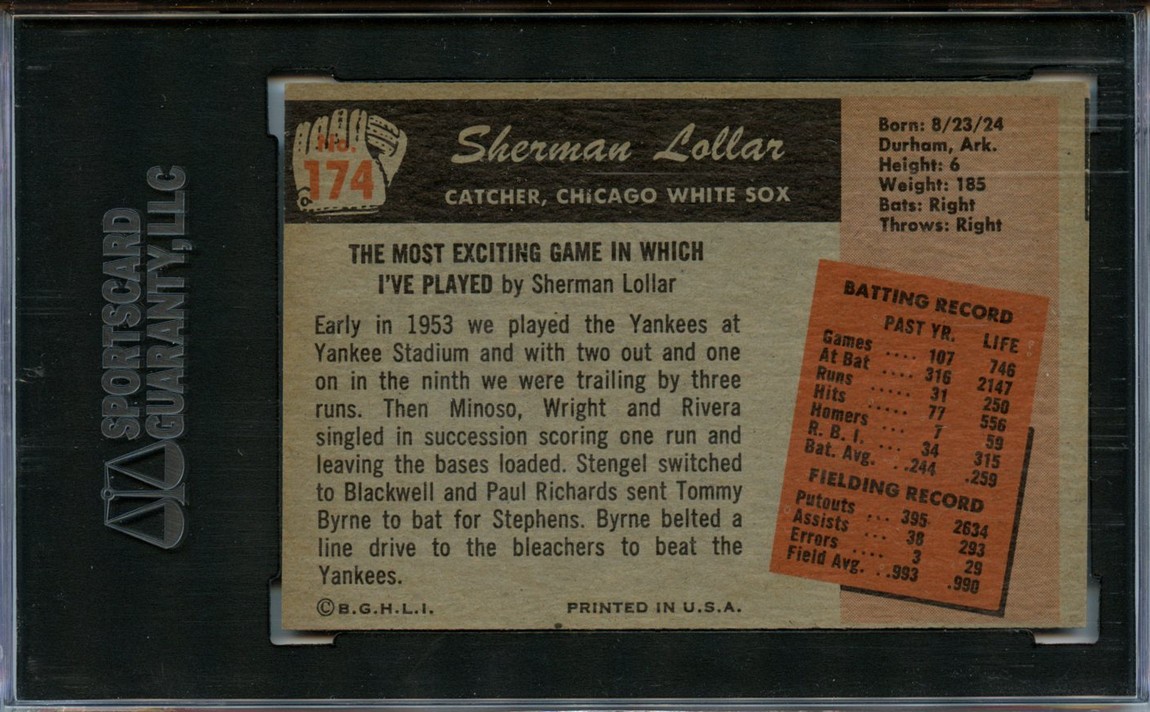 SPORTSCARD
GUARANTY, LLC
No.
174
Sherman Lollar
CATCHER, CHiCAGO WHITE SOX
Born: 8/23/24
Durham, Ark.
Height: 6
Weight: 185
Bats: Right
Throws: Right
THE MOST EXCITING GAME IN WHICH
I'VE PLAYED by Sherman Lollar
Early in 1953 we played the Yankees at
Yankee Stadium and with two out and one
on in the ninth we were trailing by three
runs. Then Minoso, Wright and Rivera
singled in succession scoring one run and
leaving the bases loaded. Stengel switched
to Blackwell and Paul Richards sent Tommy
Byrne to bat for Stephens. Byrne belted a
line drive to the bleachers to beat the
Yankees.
©B.G.H.L.I. PRINTED IN U.S.A.
BATTING RECORD
PAST YR. LIFE
Games .... 107 746
At Bat .... 316 2147
Runs ..... 31 250
Hits ..... 77 556
Homers ... 7 59
R. B. I. ... 34 315
Bat. Avg. ..244 .259
FIELDING RECORD
Putouts ... 395 2634
Assists ... 38 293
Errors .... 3 29
Field Avg. ..993 .990